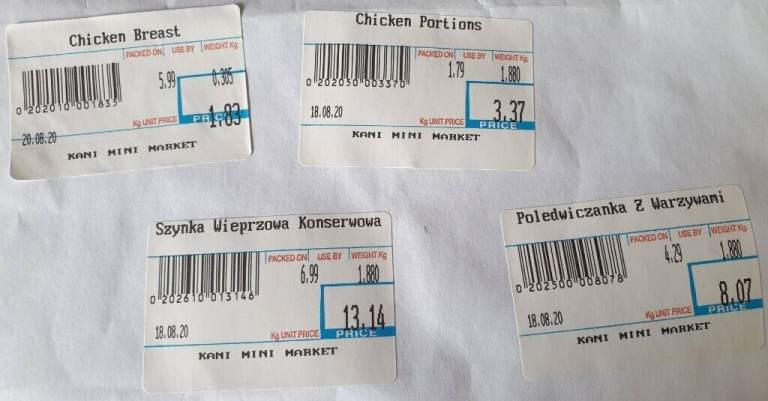 Chicken Breast
PACKED ON USE BY WEIGHT Kg
5.99 0.305
0 202010 001835
1.83
20.08.20 Kg UNIT PRICE PRICE
KANI MINI MARKET
Chicken Portions
PACKED ON USE BY WEIGHT Kg
1.79 1.880
0 202050 003370
3.37
18.08.20 Kg UNIT PRICE PRICE
KANI MINI MARKET
Szynka Wieprzowa Konserwowa
PACKED ON USE BY WEIGHT Kg
6.99 1.880
0 202610 013146
13.14
18.08.20 Kg UNIT PRICE PRICE
KANI MINI MARKET
Poledwiczanka Z Warzywami
PACKED ON USE BY WEIGHT Kg
4.29 1.880
0 202500 008078
8.07
18.08.20 Kg UNIT PRICE PRICE
KANI MINI MARKET